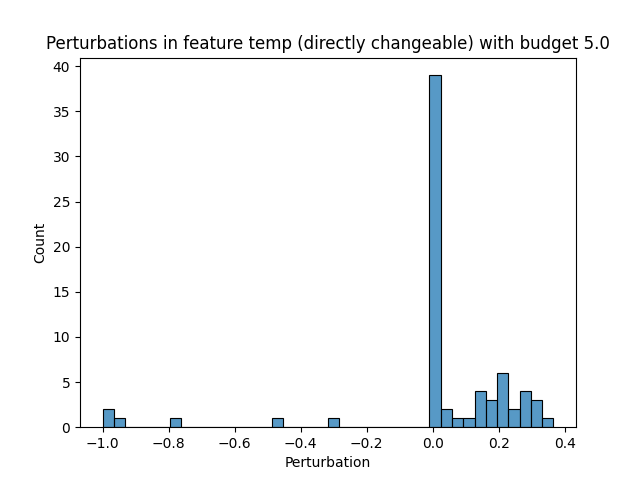 Perturbations in feature temp (directly changeable) with budget 5.0
40
35
30
25
20
15
10
5
0
Count
−1.0 −0.8 −0.6 −0.4 −0.2 0.0 0.2 0.4
Perturbation